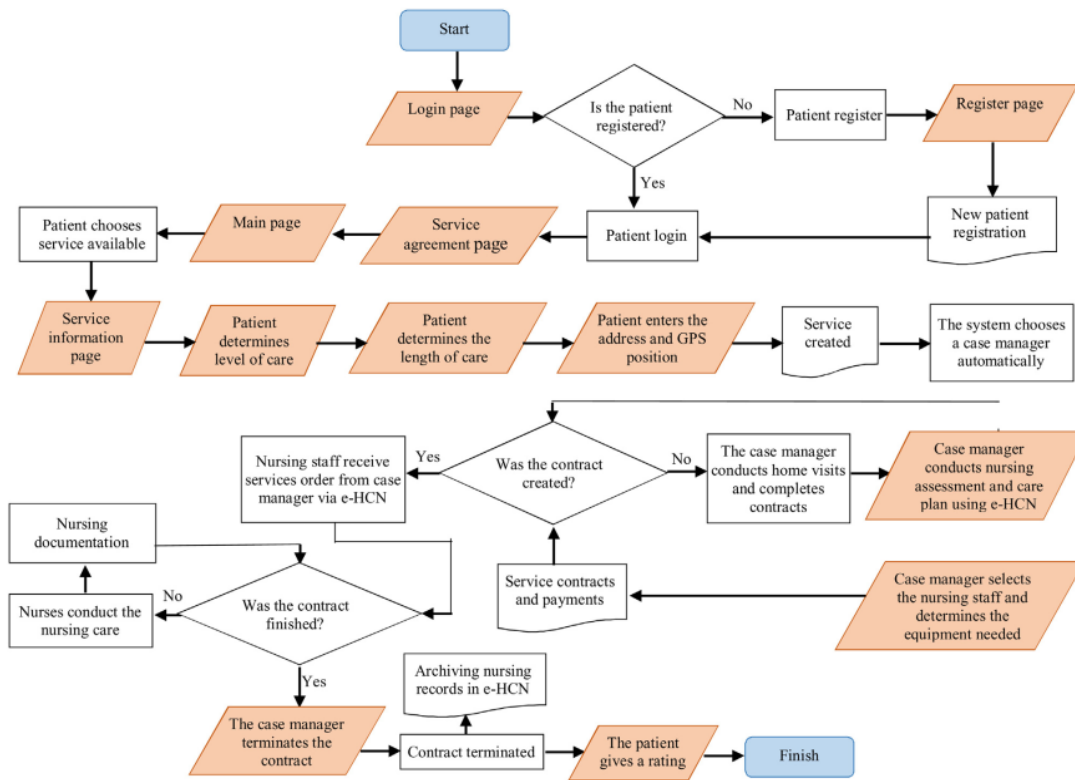 Start
Login page
Is the patient
registered?
No
Patient register
Register page
Yes
New patient
registration
Patient login
Service
agreement page
Main page
Patient chooses
service available
Service
information
page
Patient
determines
level of care
Patient
determines the
length of care
Patient enters the
address and GPS
position
Service
created
The system chooses
a case manager
automatically
Was the contract
created?
No
The case manager
conducts home visits
and completes
contracts
Case manager
conducts nursing
assessment and care
plan using e-HCN
Case manager selects
the nursing staff and
determines the
equipment needed
Service contracts
and payments
Yes
Nursing staff receive
services order from case
manager via e-HCN
Was the contract
finished?
No
Nurses conduct the
nursing care
Nursing
documentation
Yes
The case manager
terminates the
contract
Contract terminated
Archiving nursing
records in e-HCN
The patient
gives a rating
Finish